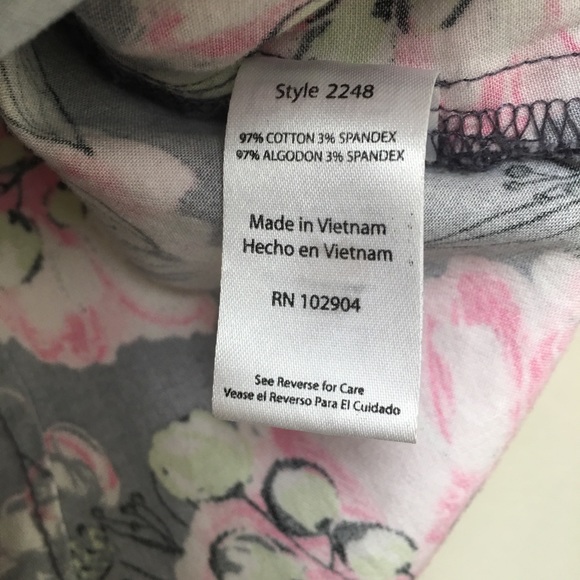 Style 2248
97% COTTON 3% SPANDEX
97% ALGODON 3% SPANDEX
Made in Vietnam
Hecho en Vietnam
RN 102904
See Reverse for Care
Vease el Reverso Para El Cuidado